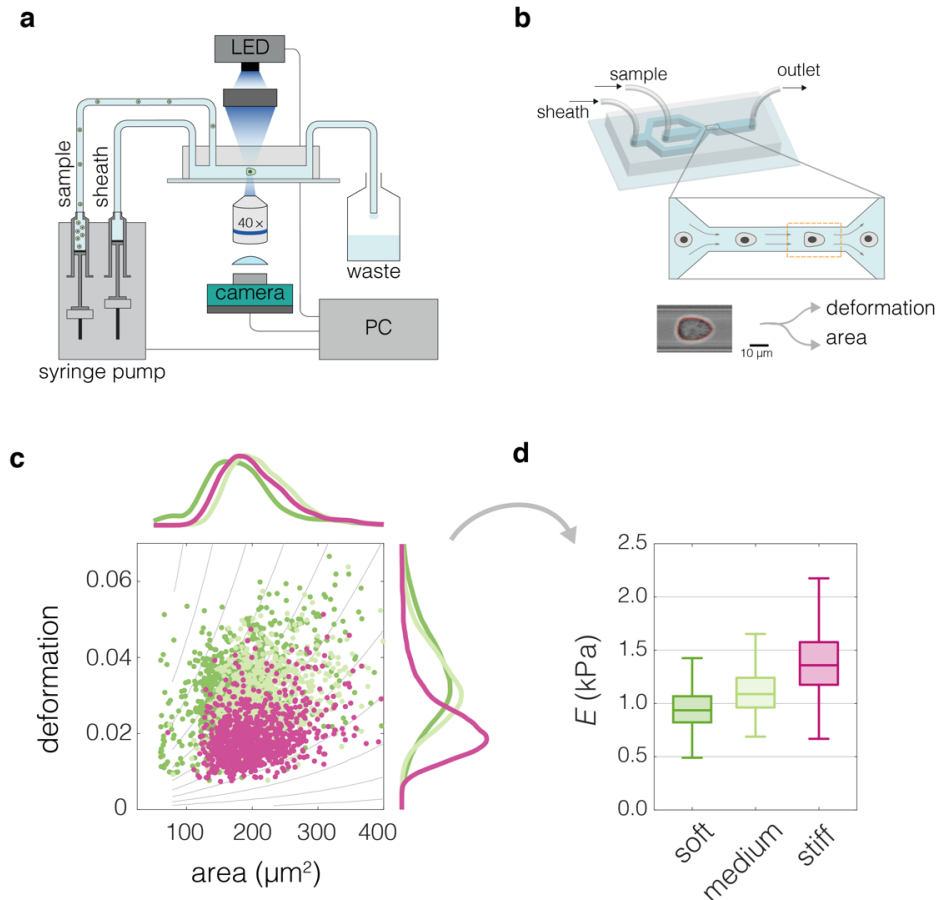 a
LED
sample
sheath
40×
waste
camera
PC
syringe pump
b
sample
sheath
outlet
deformation
area
10 µm
c
deformation
0.06
0.04
0.02
0
100
200
300
400
area (µm²)
d
E (kPa)
2.5
2.0
1.5
1.0
0.5
0.0
soft
medium
stiff